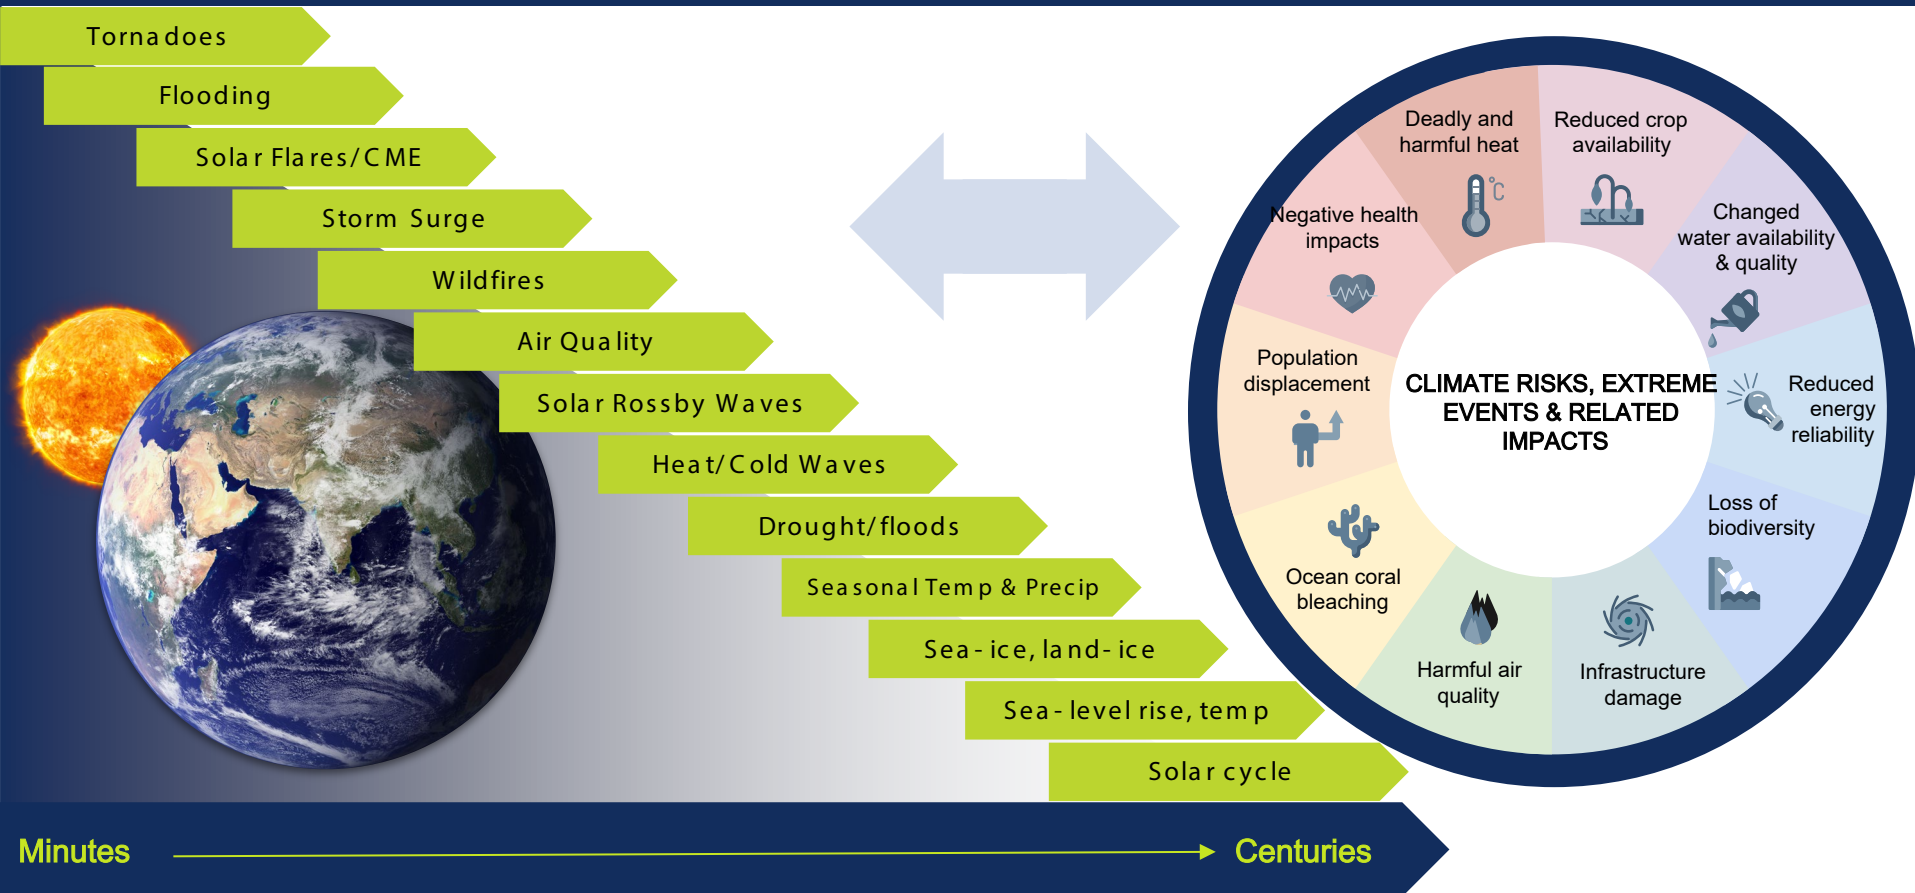 Tornadoes
Flooding
Solar Flares/CME
Storm Surge
Wildfires
Air Quality
Solar Rossby Waves
Heat/Cold Waves
Drought/floods
Seasonal Temp & Precip
Sea-ice, land-ice
Sea-level rise, temp
Solar cycle
Minutes
Centuries
Deadly and
harmful heat
°C
Reduced crop
availability
Changed
water availability
& quality
Reduced
energy
reliability
Loss of
biodiversity
Infrastructure
damage
Harmful air
quality
Ocean coral
bleaching
Population
displacement
Negative health
impacts
CLIMATE RISKS, EXTREME
EVENTS & RELATED
IMPACTS